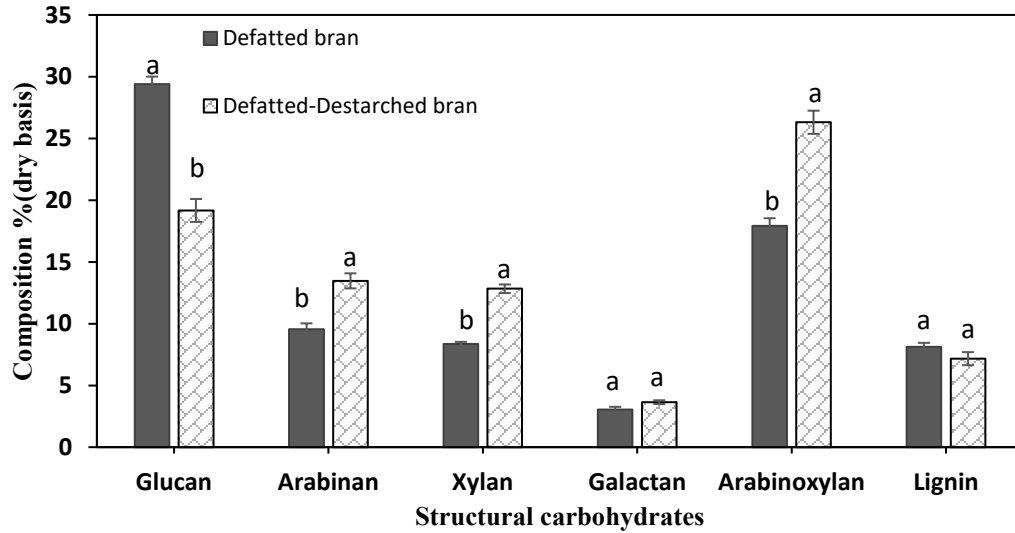 35
30
25
20
15
10
5
0
Composition %(dry basis)
Defatted bran
Defatted-Destarched bran
a
b
b
a
b
a
a
a
b
a
a
a
Glucan Arabinan Xylan Galactan Arabinoxylan Lignin
Structural carbohydrates